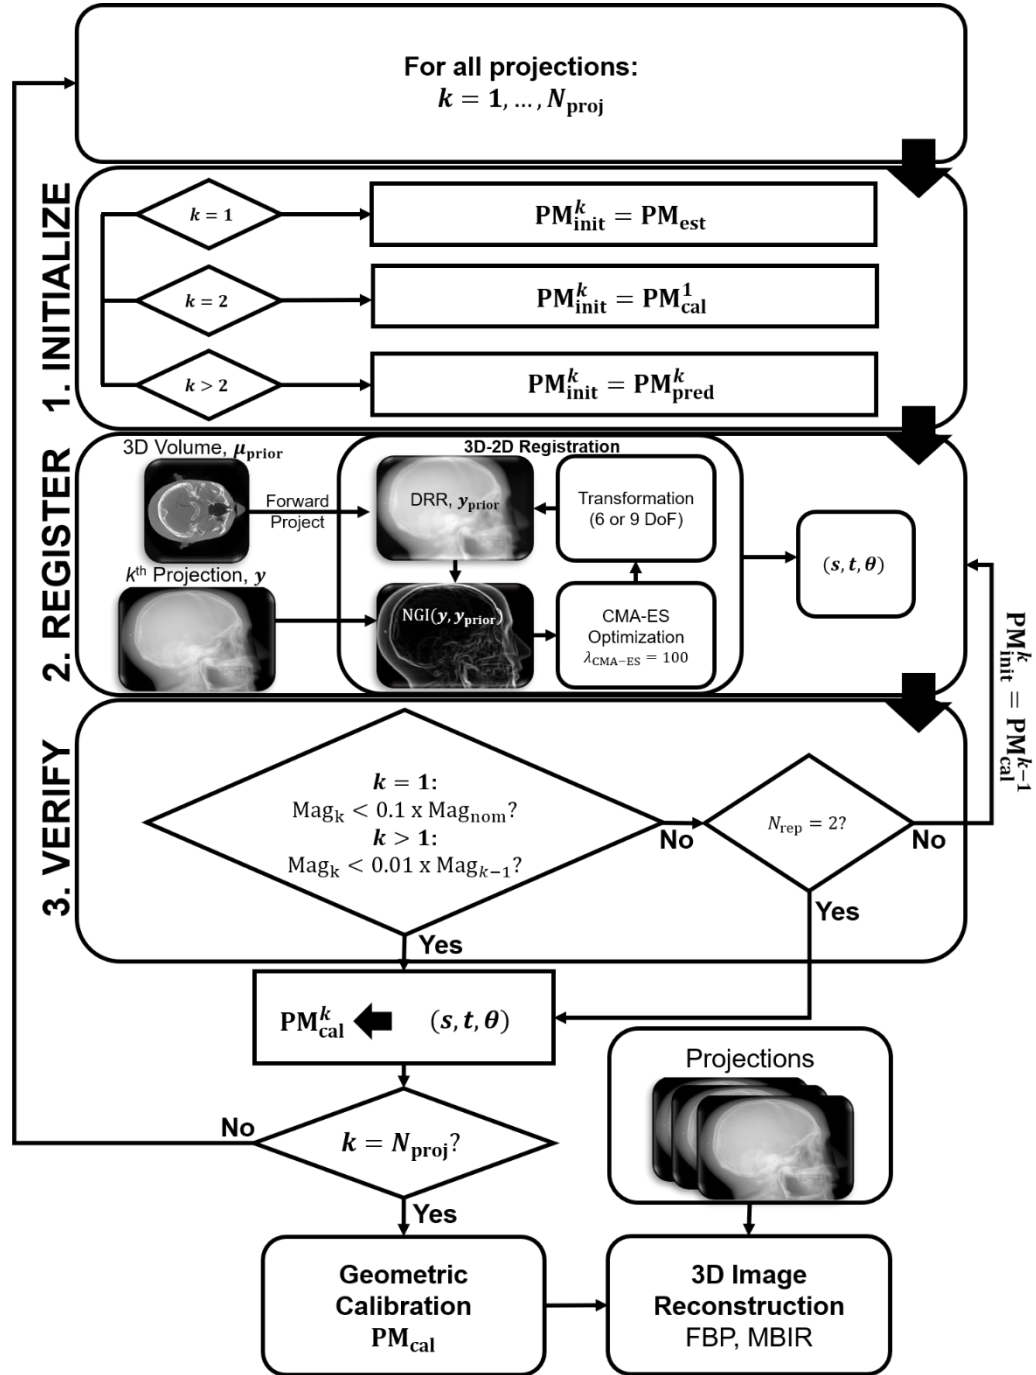 For all projections:
k = 1, ..., N_proj
1. INITIALIZE
k = 1
PM^k_init = PM_est
k = 2
PM^k_init = PM^1_cal
k > 2
PM^k_init = PM^k_pred
2. REGISTER
3D Volume, μ_prior
3D-2D Registration
Forward
Project
DRR, y_prior
Transformation
(6 or 9 DoF)
(s, t, θ)
k^th Projection, y
NGI(y, y_prior)
CMA-ES
Optimization
λ_CMA−ES = 100
PM^k_init = PM^k−1_cal
3. VERIFY
k = 1:
Mag_k < 0.1 x Mag_nom?
k > 1:
Mag_k < 0.01 x Mag_k−1?
No
N_rep = 2?
No
Yes
Yes
PM^k_cal
(s, t, θ)
Projections
No
k = N_proj?
Yes
Geometric
Calibration
PM_cal
3D Image
Reconstruction
FBP, MBIR